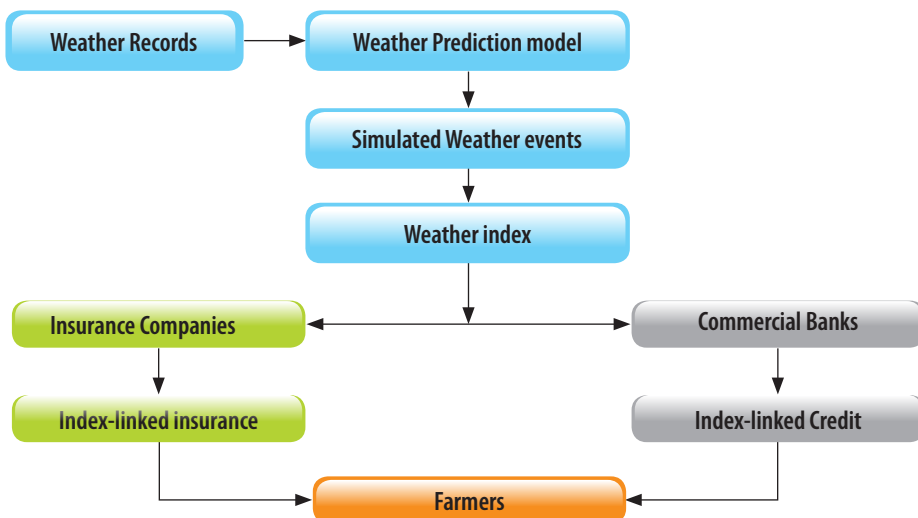 Weather Records
Weather Prediction model
Simulated Weather events
Weather index
Insurance Companies
Commercial Banks
Index-linked insurance
Index-linked Credit
Farmers